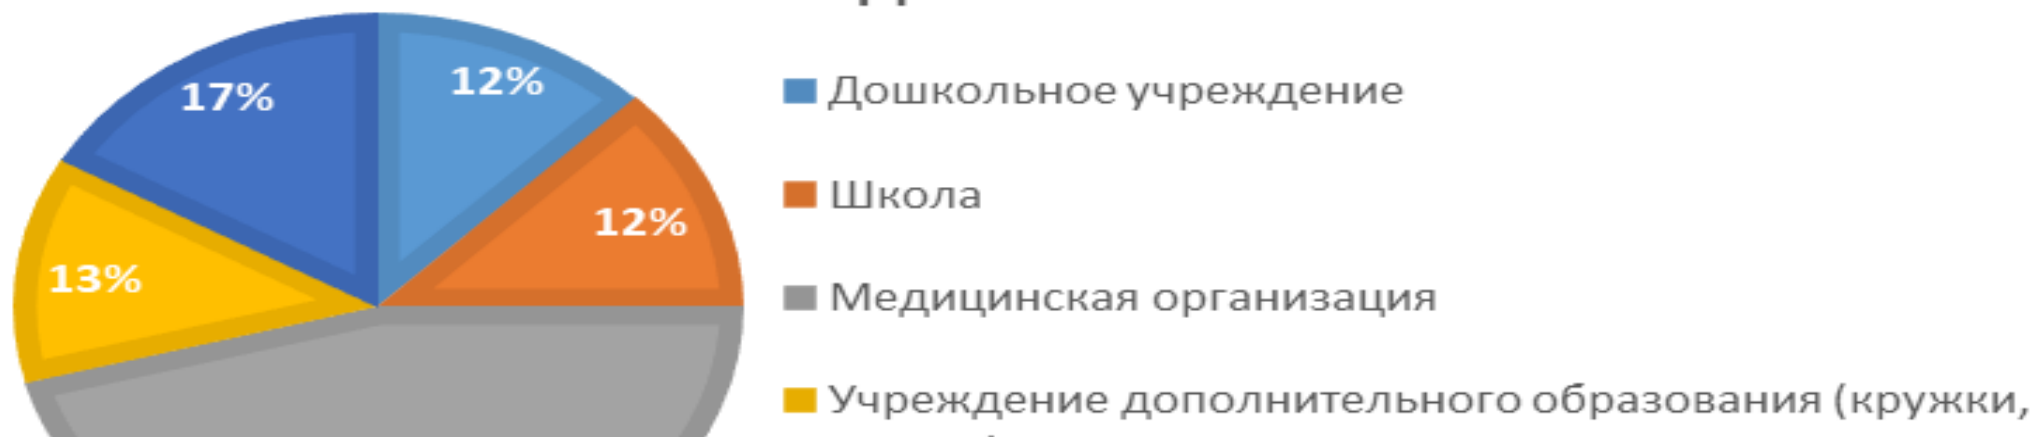 17%
12%
Дошкольное учреждение
Школа
12%
13%
Медицинская организация
Учреждение дополнительного образования (кружки,